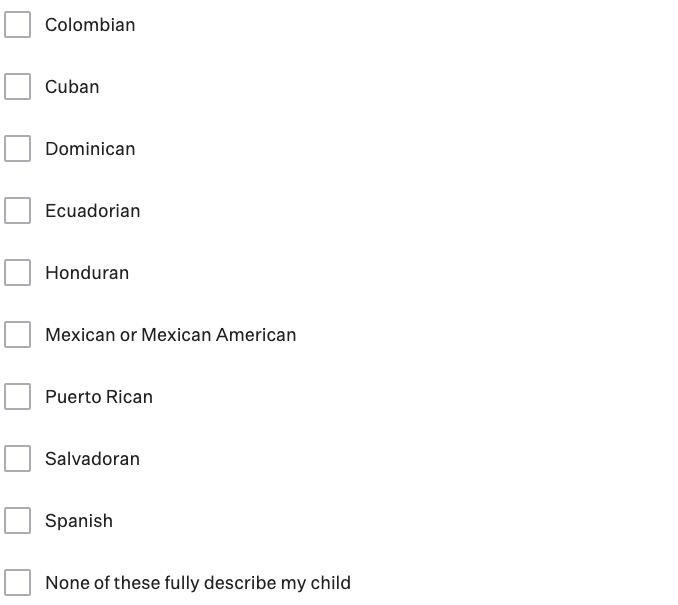 Colombian
Cuban
Dominican
Ecuadorian
Honduran
Mexican or Mexican American
Puerto Rican
Salvadoran
Spanish
None of these fully describe my child